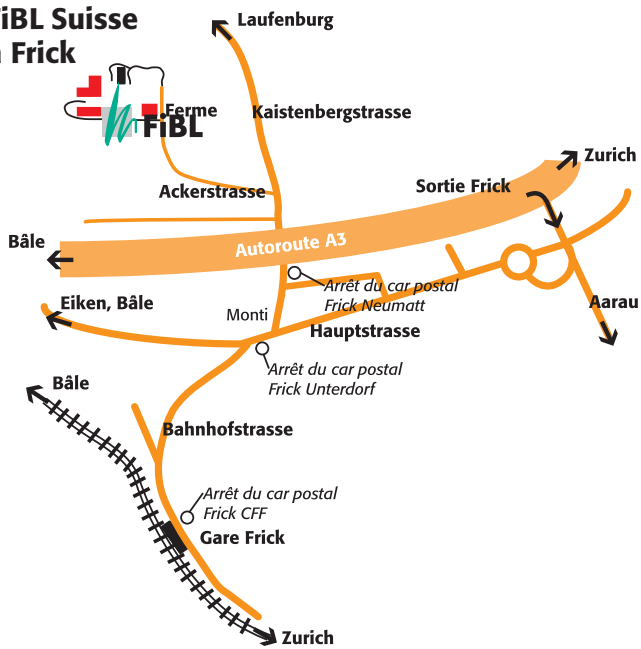 iBL Suisse
Frick
Laufenburg
Ferme
FiBL
Kaistenbergstrasse
Zurich
Sortie Frick
Ackerstrasse
Autoroute A3
Bâle
Arrêt du car postal
Frick Neumatt
Eiken, Bâle
Aarau
Monti
Hauptstrasse
Arrêt du car postal
Frick Unterdorf
Bâle
Bahnhofstrasse
Arrêt du car postal
Frick CFF
Gare Frick
Zurich